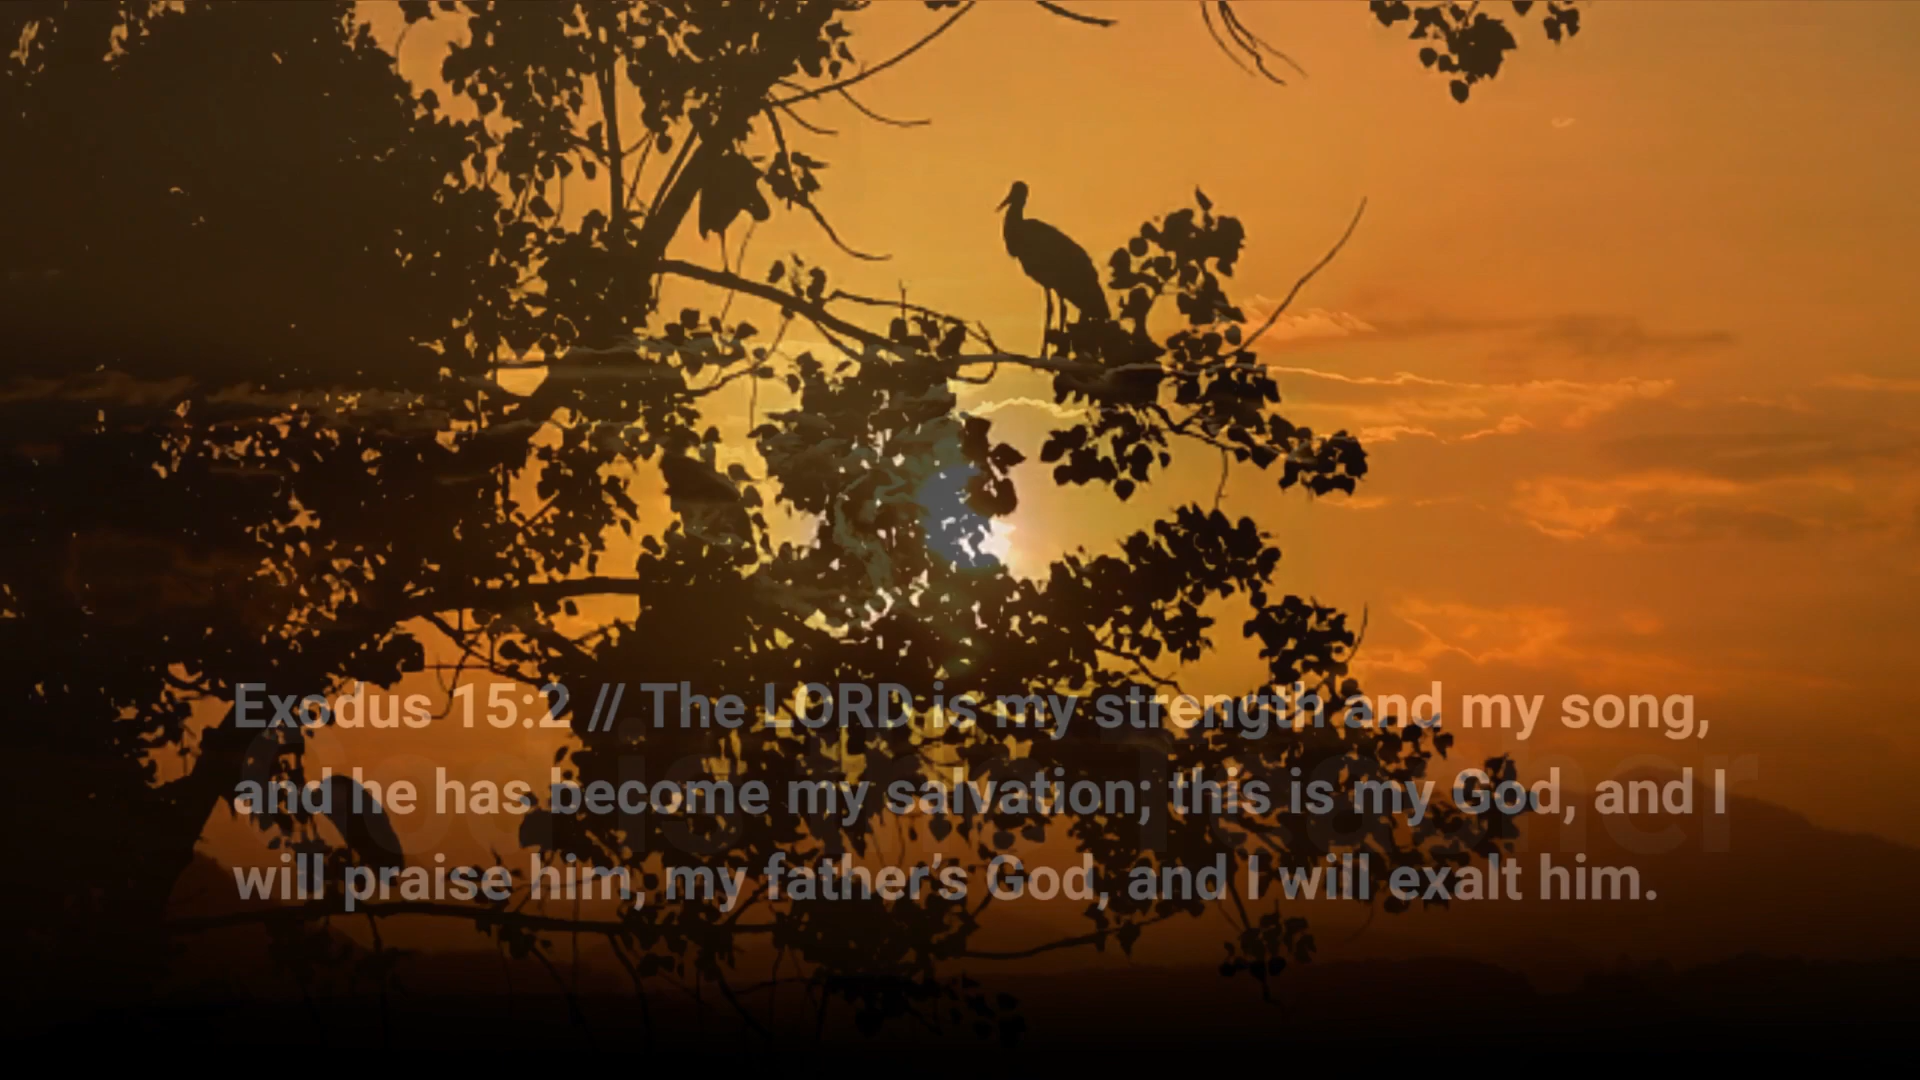 Exodus 15:2 // The LORD is my strength and my song,
and he has become my salvation; this is my God, and I
will praise him, my father’s God, and I will exalt him.